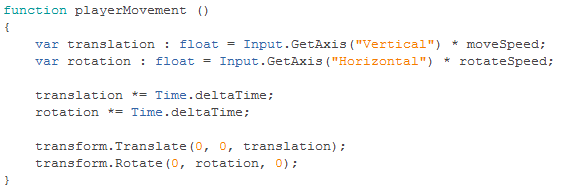 function playerMovement ()
{
    var translation : float = Input.GetAxis("Vertical") * moveSpeed;
    var rotation : float = Input.GetAxis("Horizontal") * rotateSpeed;

    translation *= Time.deltaTime;
    rotation *= Time.deltaTime;

    transform.Translate(0, 0, translation);
    transform.Rotate(0, rotation, 0);
}